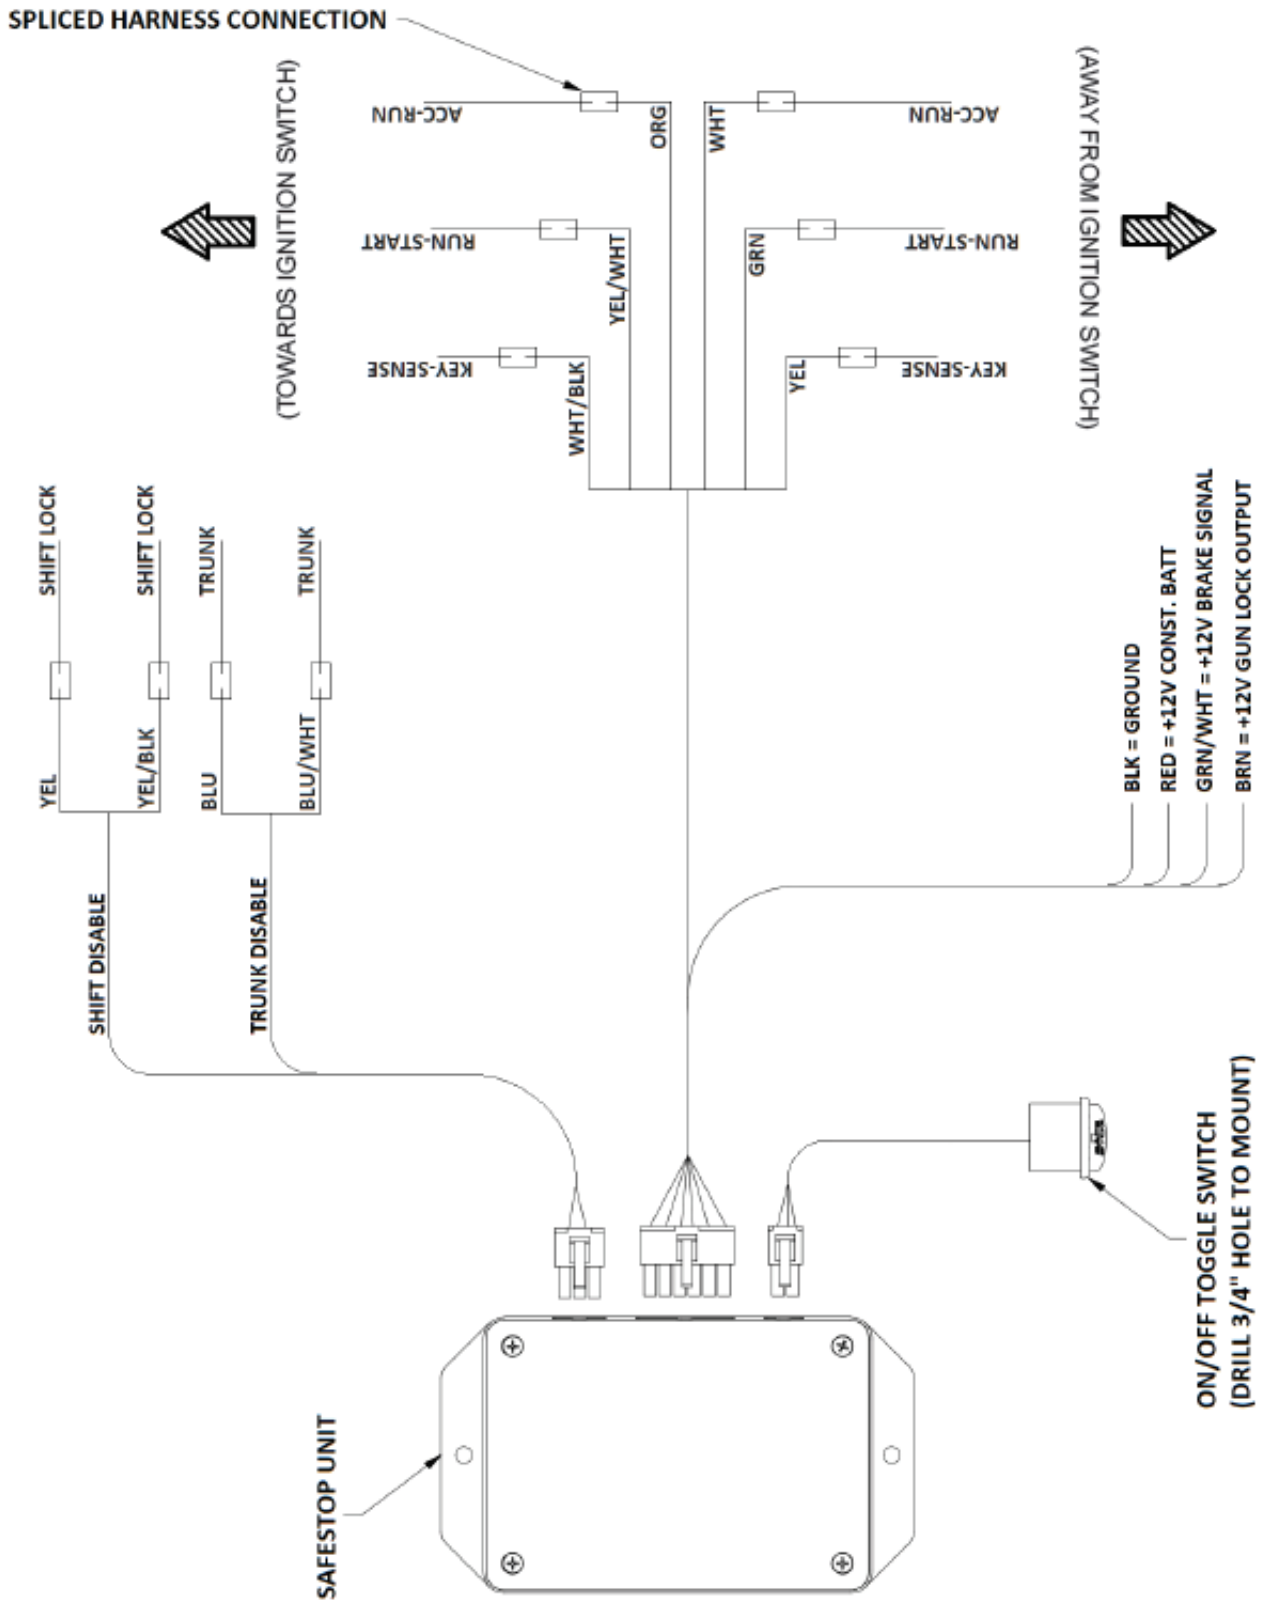 SPLICED HARNESS CONNECTION
(TOWARDS IGNITION SWITCH)
(AWAY FROM IGNITION SWITCH)
ACC-RUN
ORG
WHT
ACC-RUN
RUN-START
YEL/WHT
GRN
RUN-START
KEY-SENSE
WHT/BLK
YEL
KEY-SENSE
SHIFT LOCK
SHIFT LOCK
TRUNK
TRUNK
YEL
YEL/BLK
BLU
BLU/WHT
SHIFT DISABLE
TRUNK DISABLE
BLK = GROUND
RED = +12V CONST. BATT
GRN/WHT = +12V BRAKE SIGNAL
BRN = +12V GUN LOCK OUTPUT
ON/OFF TOGGLE SWITCH
(DRILL 3/4" HOLE TO MOUNT)
SAFESTOP UNIT